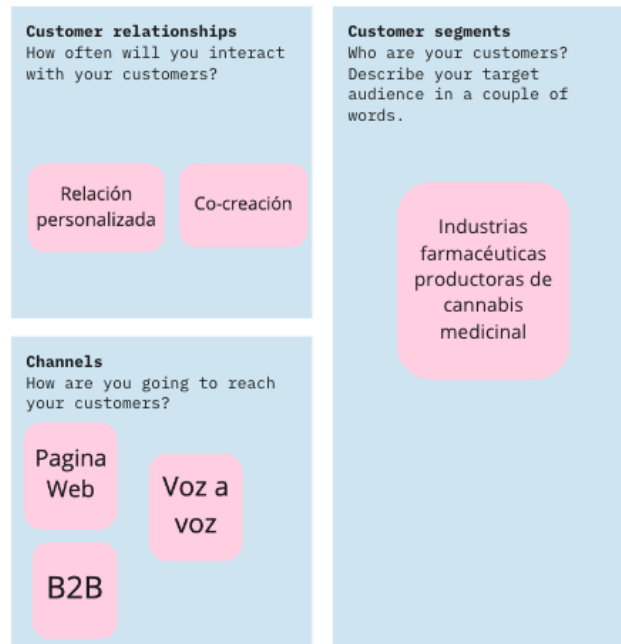 Customer relationships
How often will you interact
with your customers?
Relación
personalizada
Co-creación
Channels
How are you going to reach
your customers?
Pagina
Web
Voz a
voz
B2B
Customer segments
Who are your customers?
Describe your target
audience in a couple of
words.
Industrias
farmacéuticas
productoras de
cannabis
medicinal